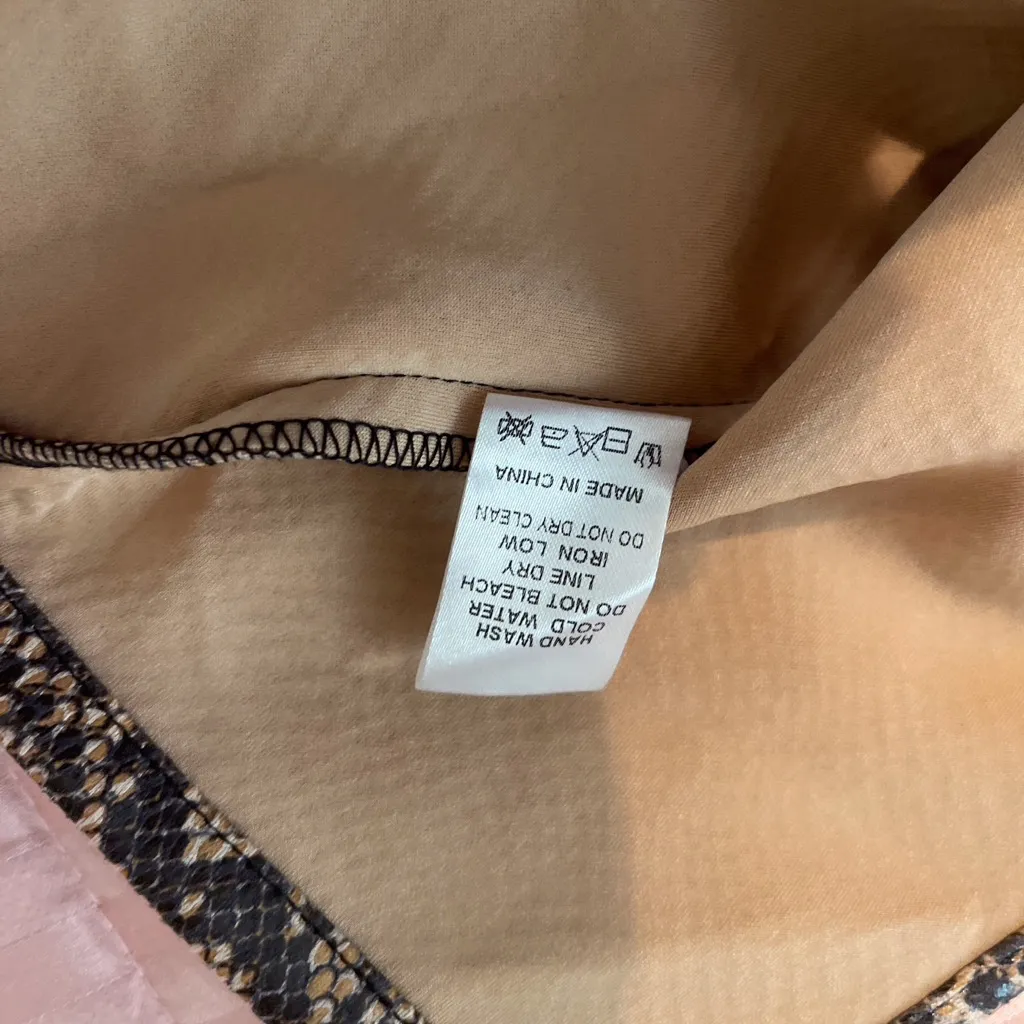 HAND WASH
COLD WATER
DO NOT BLEACH
LINE DRY
IRON LOW
DO NOT DRY CLEAN
MADE IN CHINA